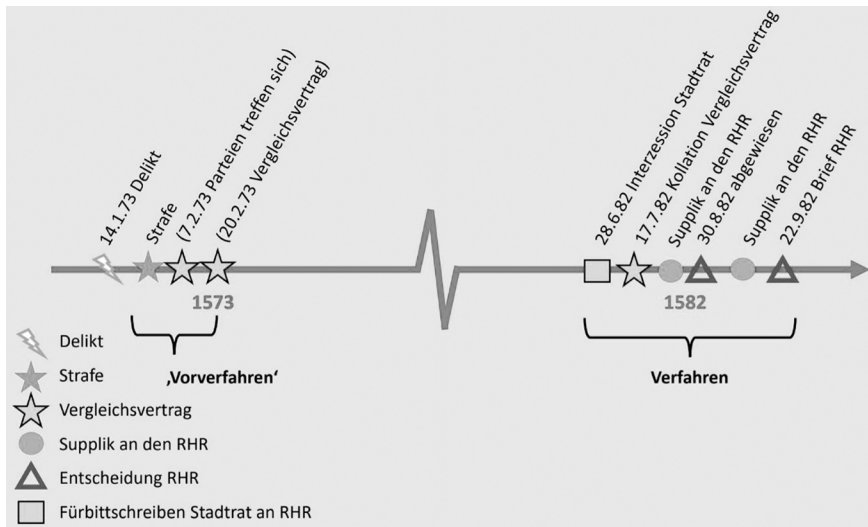 14.1.73 Delikt
Strafe
(7.2.73 Parteien treffen sich)
(20.2.73 Vergleichsvertrag)
28.6.82 Interzession Stadtrat
17.7.82 Kollation Vergleichsvertrag
Supplik an den RHR
30.8.82 abgewiesen
Supplik an den RHR
22.9.82 Brief RHR
1573
1582
‚Vorverfahren‘
Verfahren
Delikt
Strafe
Vergleichsvertrag
Supplik an den RHR
Entscheidung RHR
Fürbittschreiben Stadtrat an RHR